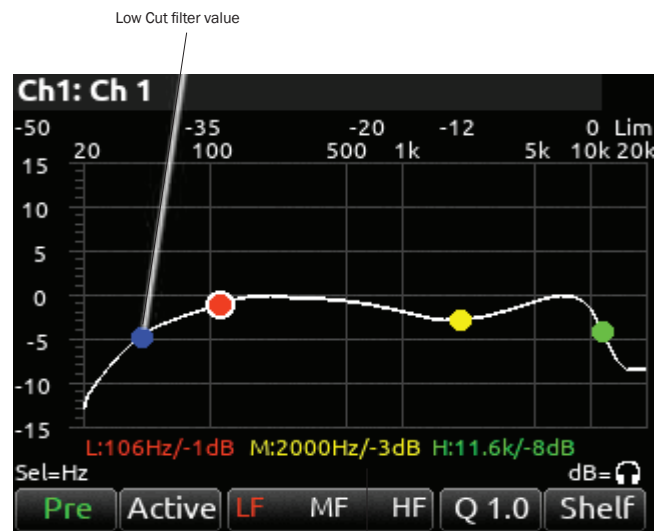 Low Cut filter value
Ch1: Ch 1
-50 -35 -20 -12 0 Lim
20 100 500 1k 5k 10k 20k
15
10
5
0
-5
-10
-15
L:106Hz/-1dB M:2000Hz/-3dB H:11.6k/-8dB
Sel=Hz dB=
Pre Active LF MF HF Q 1.0 Shelf